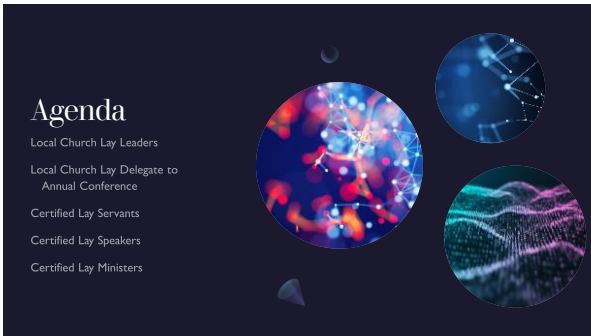 Agenda
Local Church Lay Leaders
Local Church Lay Delegate to
Annual Conference
Certified Lay Servants
Certified Lay Speakers
Certified Lay Ministers